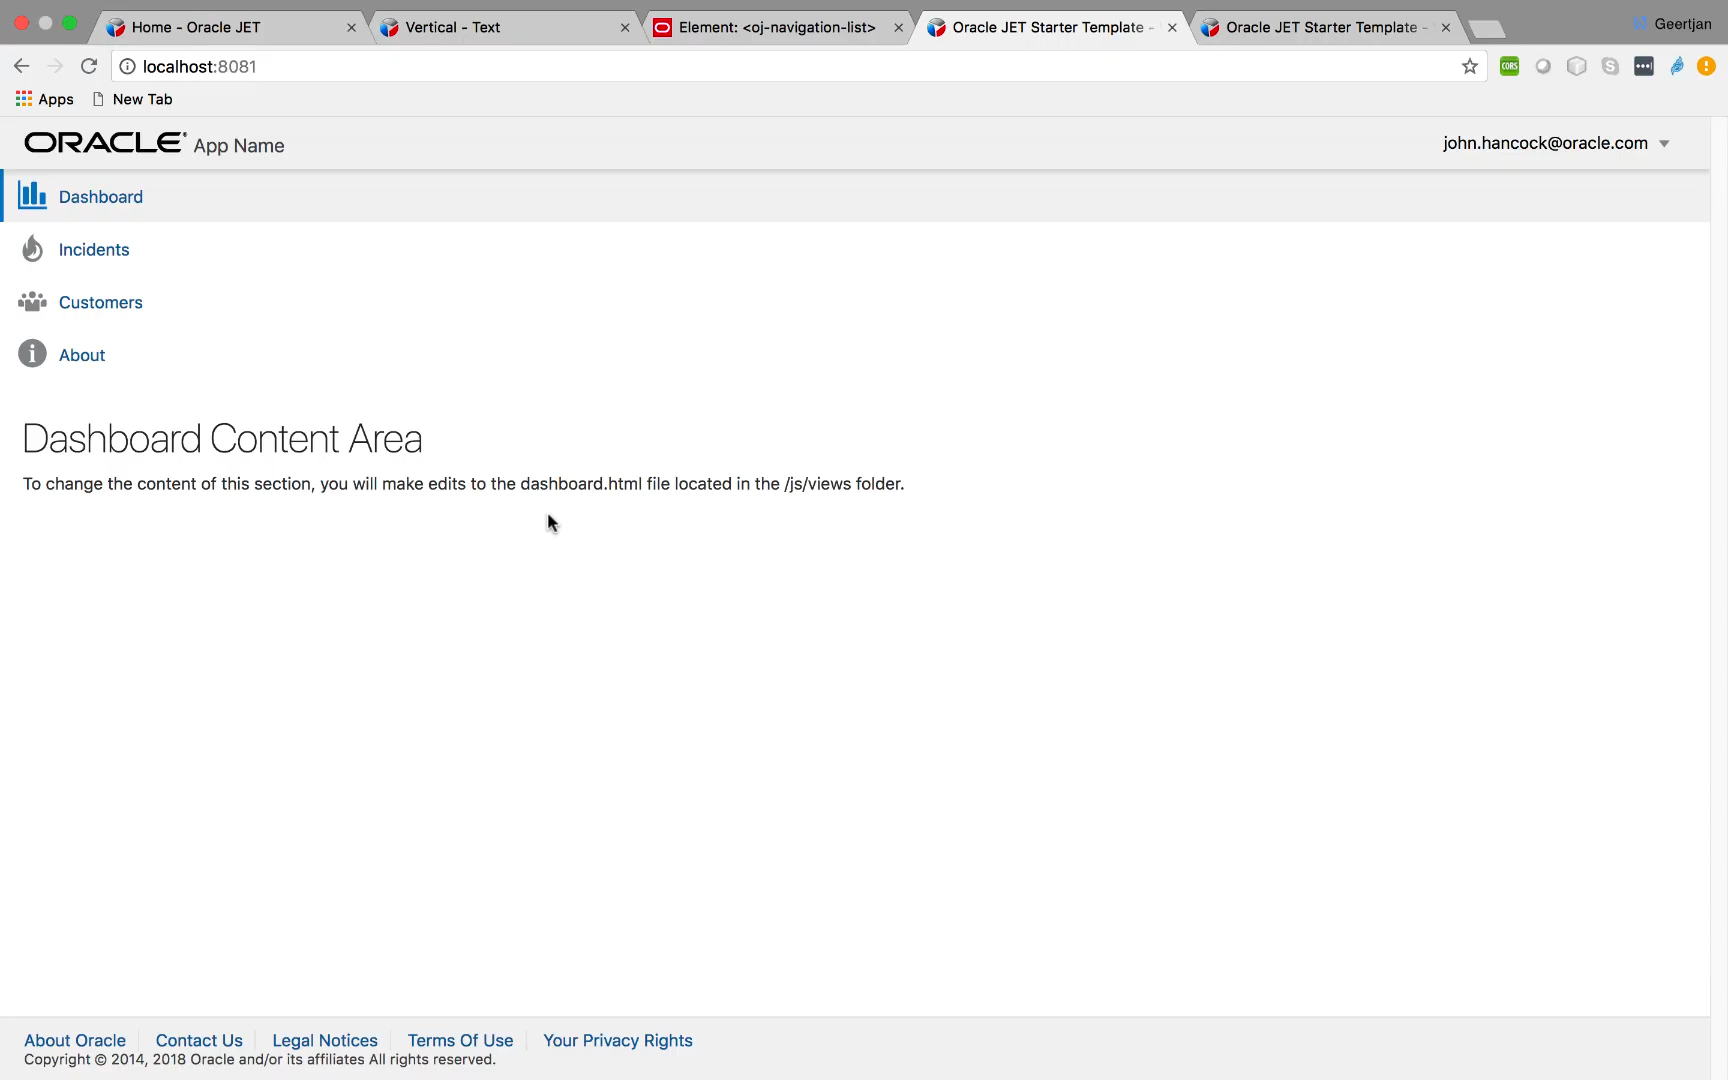 Home - Oracle JET
Vertical - Text
Element: <oj-navigation-list>
Oracle JET Starter Template -
Oracle JET Starter Template -
Geertjan
localhost:8081
CORS
Apps
New Tab
ORACLE® App Name
john.hancock@oracle.com
Dashboard
Incidents
Customers
About
Dashboard Content Area
To change the content of this section, you will make edits to the dashboard.html file located in the /js/views folder.
About Oracle
Contact Us
Legal Notices
Terms Of Use
Your Privacy Rights
Copyright © 2014, 2018 Oracle and/or its affiliates All rights reserved.